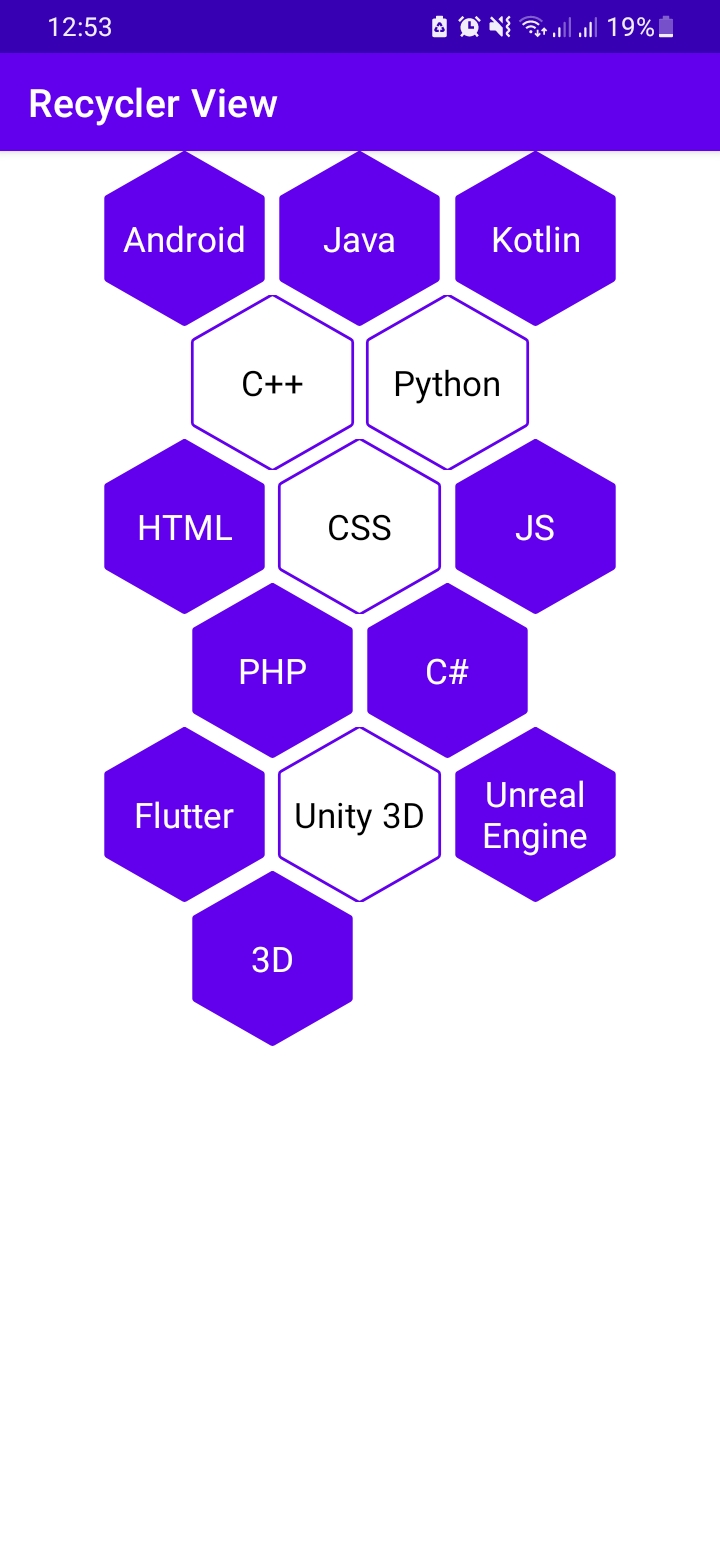 12:53
19%
Recycler View
Android
Java
Kotlin
C++
Python
HTML
CSS
JS
PHP
C#
Flutter
Unity 3D
Unreal
Engine
3D